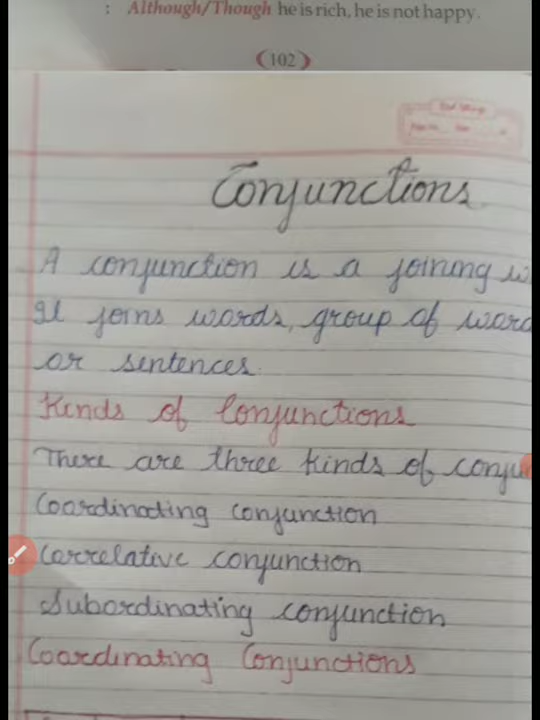 : Although/Though he is rich, he is not happy.
(102)
Conjunctions
A conjunction is a joining
It joins words, group of
or sentences.
Kinds of Conjunctions
There are three kinds of
Coordinating conjunction
Correlative conjunction
Subordinating conjunction
Coordinating Conjunctions